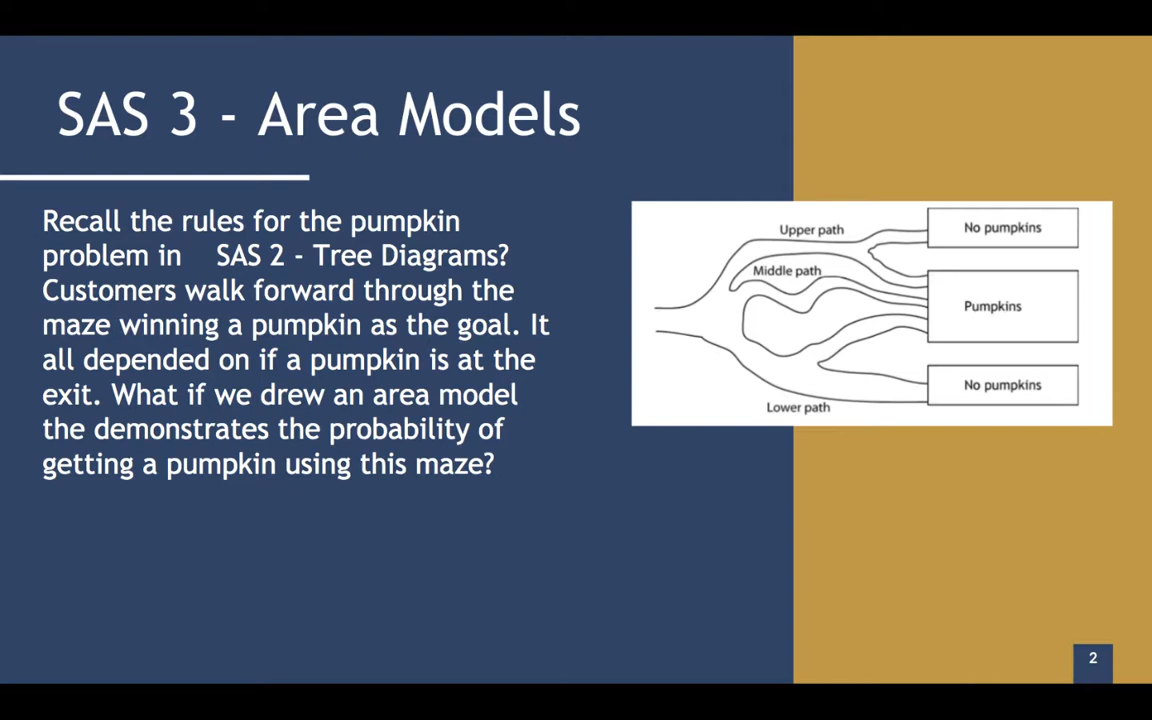 SAS 3 - Area Models
Recall the rules for the pumpkin
problem in SAS 2 - Tree Diagrams?
Customers walk forward through the
maze winning a pumpkin as the goal. It
all depended on if a pumpkin is at the
exit. What if we drew an area model
the demonstrates the probability of
getting a pumpkin using this maze?
Upper path
No pumpkins
Middle path
Pumpkins
No pumpkins
Lower path
2